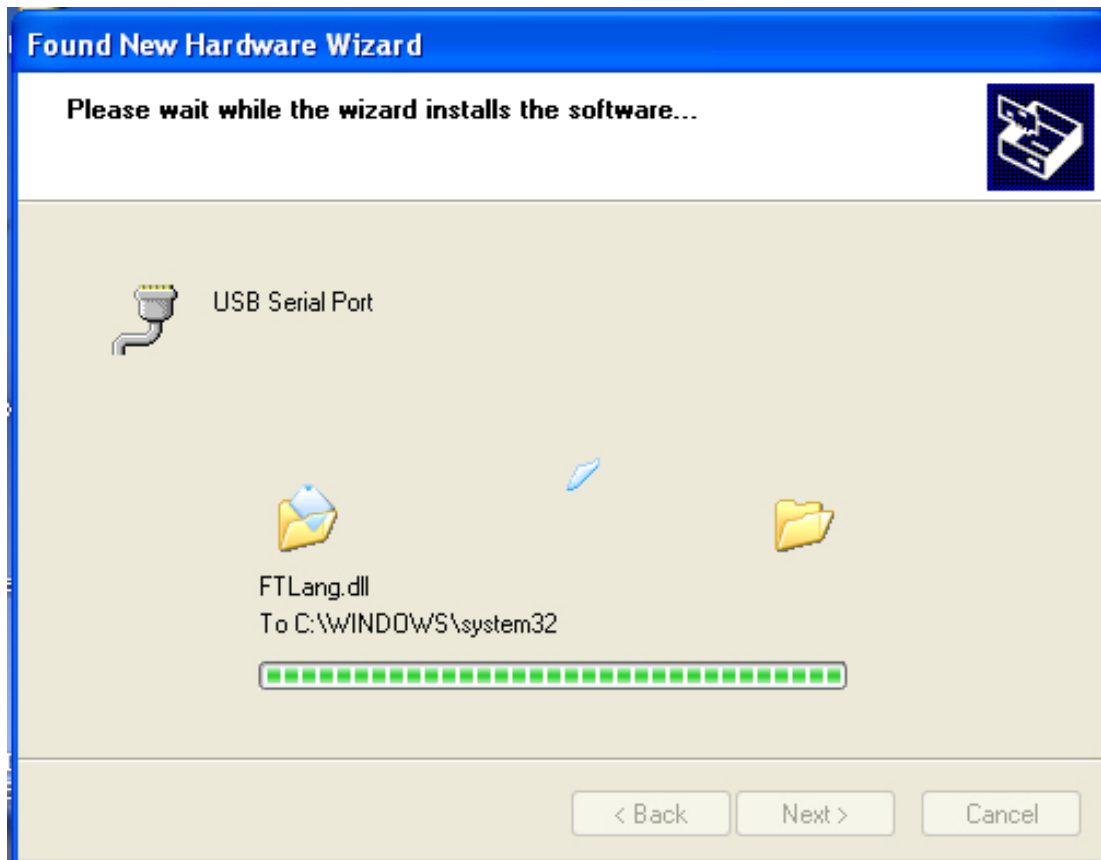 Found New Hardware Wizard
Please wait while the wizard installs the software...
USB Serial Port
FTLang.dll
To C:\WINDOWS\system32
< Back
Next >
Cancel